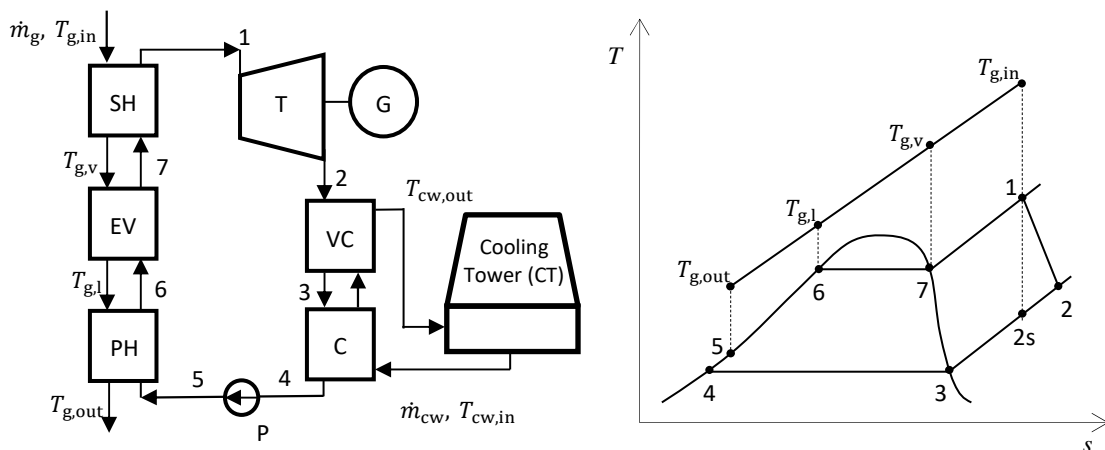 ṁg, Tg,in
1
SH
T
G
Tg,v
7
2
Tcw,out
EV
VC
Cooling
Tower (CT)
Tg,l
6
3
PH
C
5
4
Tg,out
P
ṁcw, Tcw,in
T
Tg,in
Tg,v
1
Tg,l
Tg,out
6
7
2
2s
5
4
3
s